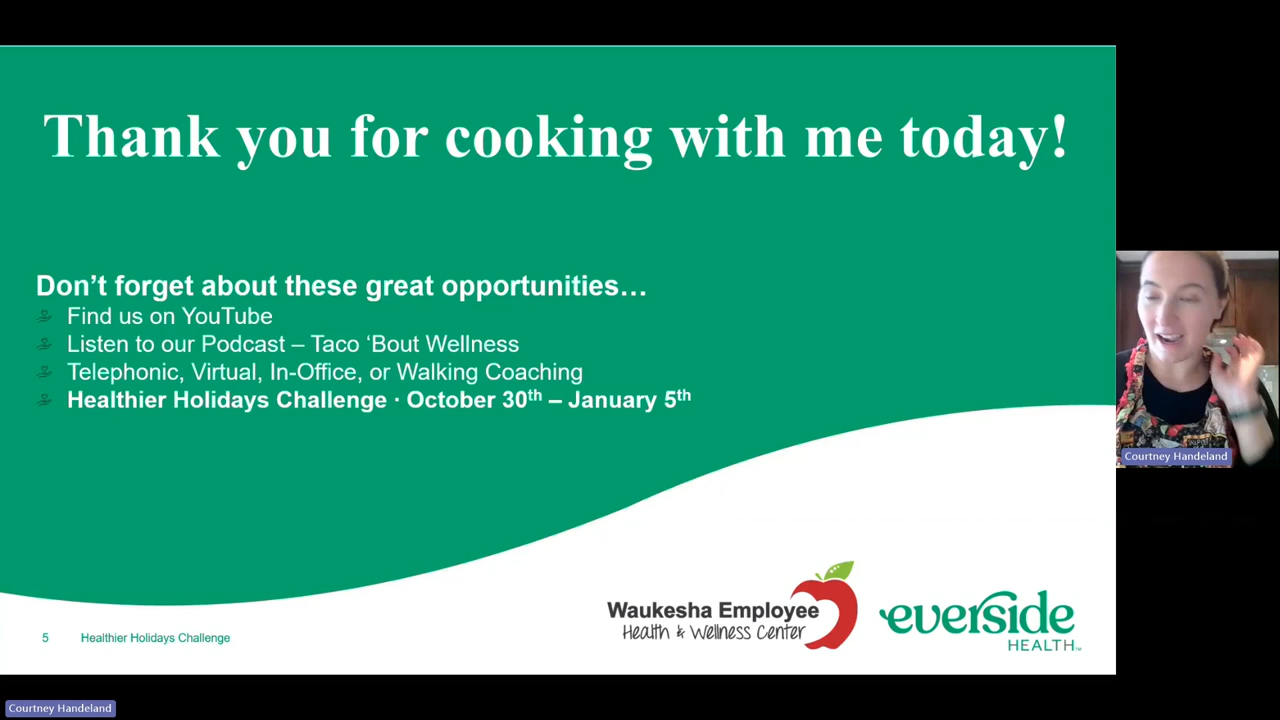 Thank you for cooking with me today!
Don’t forget about these great opportunities…
Find us on YouTube
Listen to our Podcast – Taco ‘Bout Wellness
Telephonic, Virtual, In-Office, or Walking Coaching
Healthier Holidays Challenge · October 30th – January 5th
Courtney Handeland
Waukesha Employee
Health & Wellness Center
everside
HEALTH™
5
Healthier Holidays Challenge
Courtney Handeland